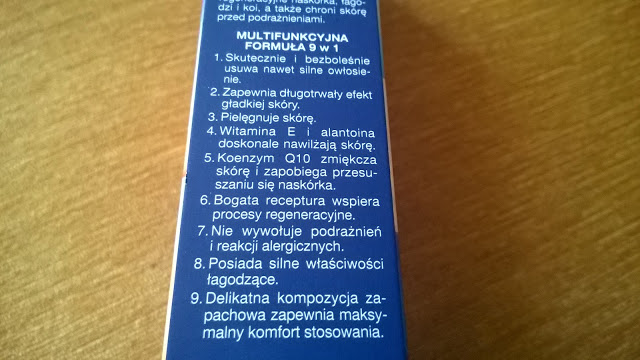 regeneracyjne naskórka, łago-
dzi i koi, a także chroni skórę
przed podrażnieniami.
MULTIFUNKCYJNA
FORMUŁA 9 w 1
1. Skutecznie i bezboleśnie
usuwa nawet silne owłosie-
nie.
2. Zapewnia długotrwały efekt
gładkiej skóry.
3. Pielęgnuje skórę.
4. Witamina E i alantoina
doskonale nawilżają skórę.
5. Koenzym Q10 zmiękcza
skórę i zapobiega przesu-
szaniu się naskórka.
6. Bogata receptura wspiera
procesy regeneracyjne.
7. Nie wywołuje podrażnień
i reakcji alergicznych.
8. Posiada silne właściwości
łagodzące.
9. Delikatna kompozycja za-
pachowa zapewnia maksy-
malny komfort stosowania.